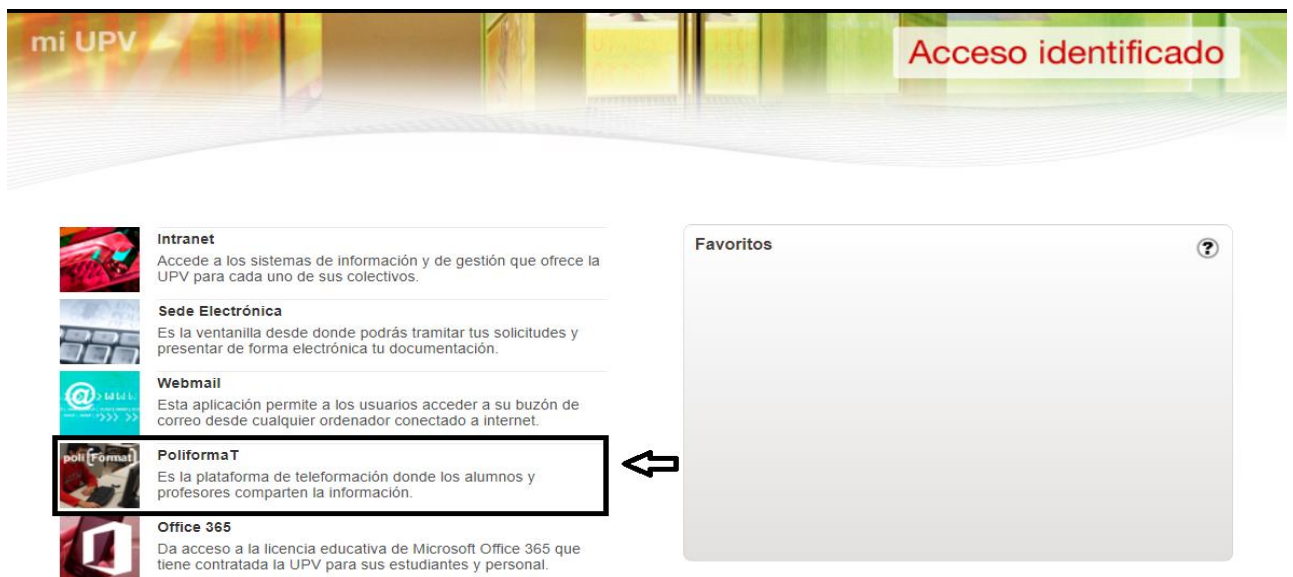 mi UPV
Acceso identificado
Intranet
Accede a los sistemas de información y de gestión que ofrece la
UPV para cada uno de sus colectivos.
Sede Electrónica
Es la ventanilla desde donde podrás tramitar tus solicitudes y
presentar de forma electrónica tu documentación.
Webmail
Esta aplicación permite a los usuarios acceder a su buzón de
correo desde cualquier ordenador conectado a internet.
poli[Format]
PoliformaT
Es la plataforma de teleformación donde los alumnos y
profesores comparten la información.
Office 365
Da acceso a la licencia educativa de Microsoft Office 365 que
tiene contratada la UPV para sus estudiantes y personal.
Favoritos
?